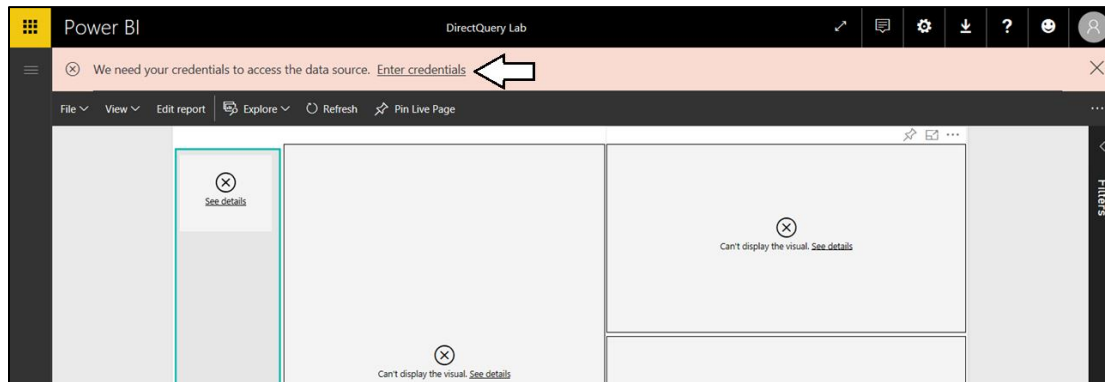 Power BI
DirectQuery Lab
We need your credentials to access the data source. Enter credentials
File View Edit report Explore Refresh Pin Live Page
Filters
See details
Can't display the visual. See details
Can't display the visual. See details